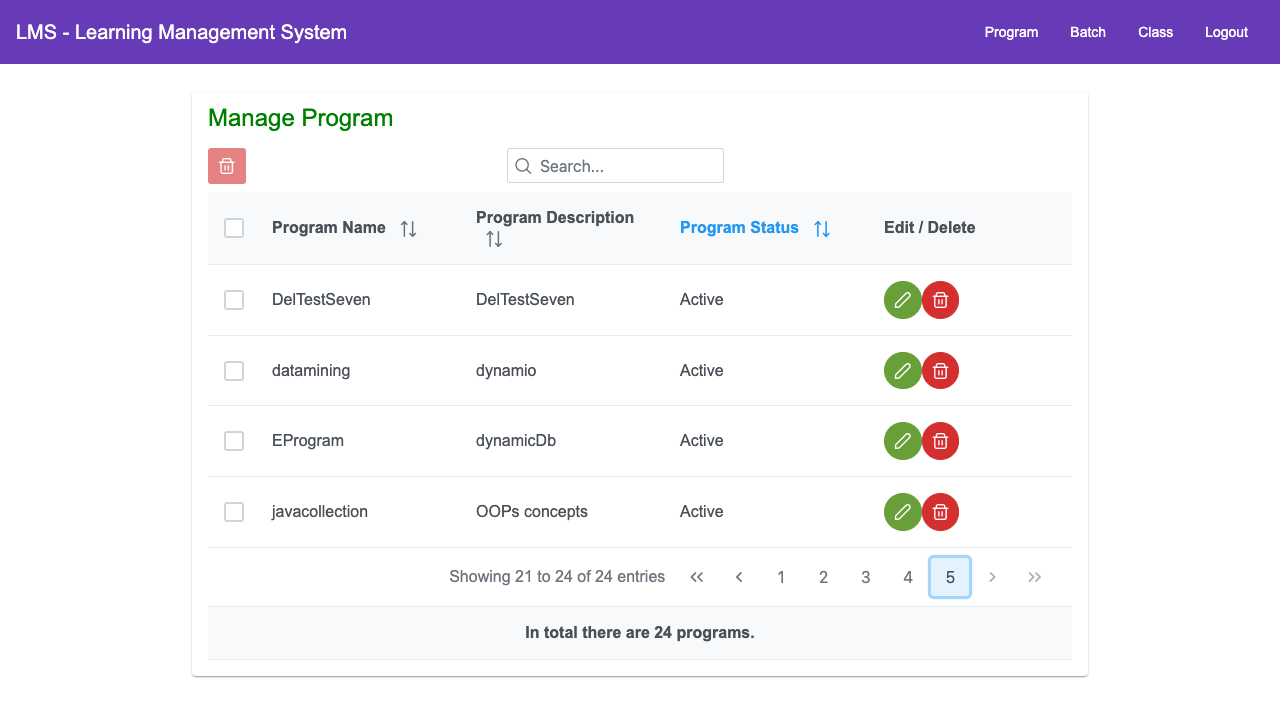 LMS - Learning Management System
Program Batch Class Logout
Manage Program
Search...
Program Name Program Description Program Status Edit / Delete
DelTestSeven DelTestSeven Active
datamining dynamio Active
EProgram dynamicDb Active
javacollection OOPs concepts Active
Showing 21 to 24 of 24 entries 1 2 3 4 5
In total there are 24 programs.